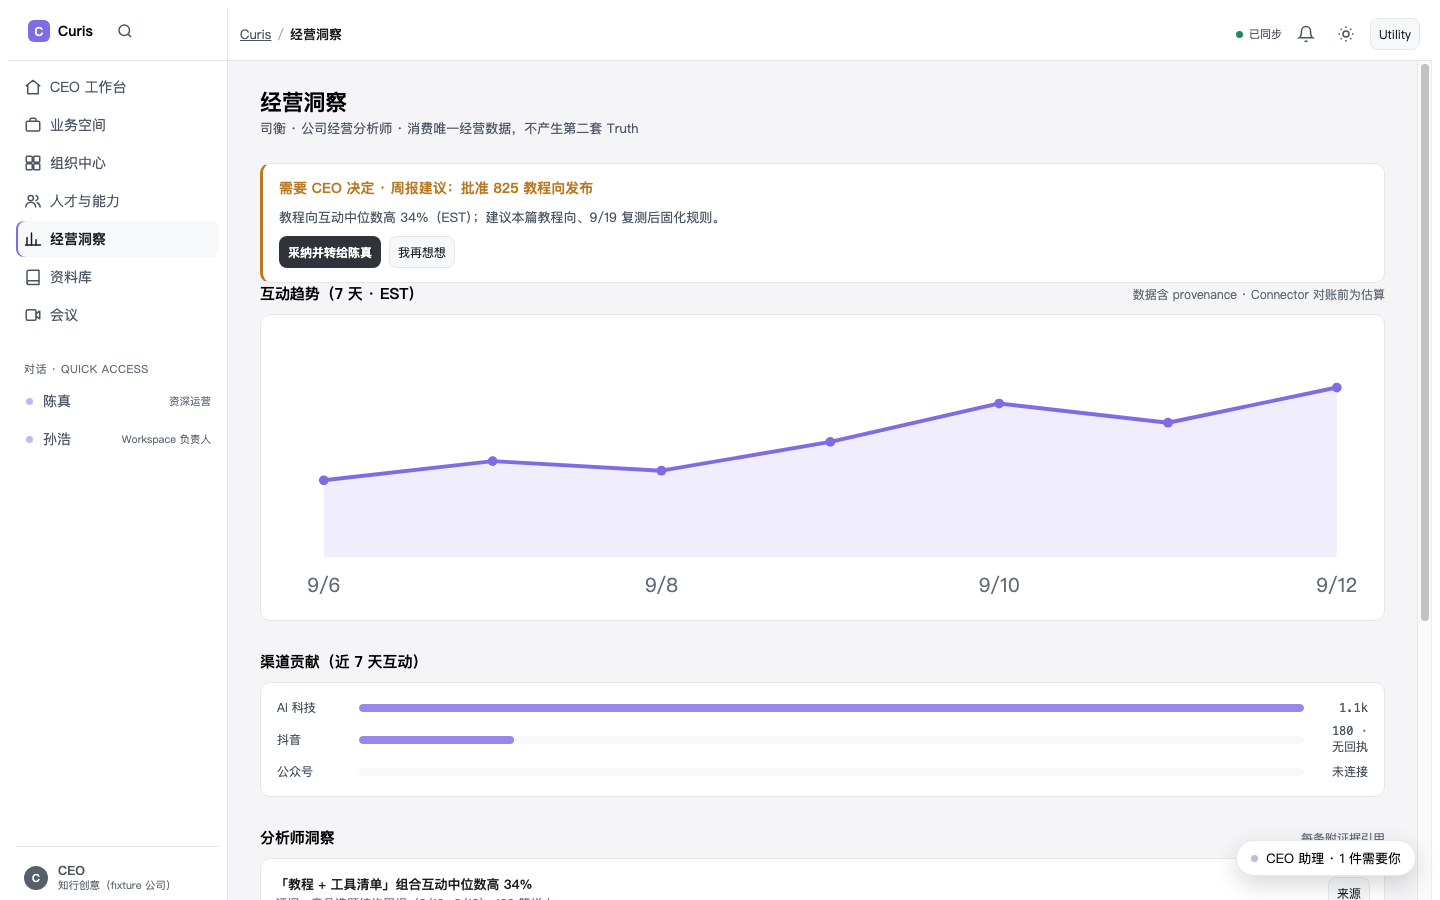 C Curis
Curis / 经营洞察
已同步
Utility
CEO 工作台
业务空间
组织中心
人才与能力
经营洞察
资料库
会议
对话 · QUICK ACCESS
陈真 资深运营
孙浩 Workspace 负责人
C
CEO
知行创意（fixture 公司）
经营洞察
司衡 · 公司经营分析师 · 消费唯一经营数据，不产生第二套 Truth
需要 CEO 决定 · 周报建议：批准 825 教程向发布
教程向互动中位数高 34%（EST）；建议本篇教程向、9/19 复测后固化规则。
采纳并转给陈真 我再想想
互动趋势（7 天 · EST） 数据含 provenance · Connector 对账前为估算
9/6 9/8 9/10 9/12
渠道贡献（近 7 天互动）
AI 科技 1.1k
抖音 180 ·
无回执
公众号 未连接
分析师洞察 每条附证据引用
CEO 助理 · 1 件需要你
「教程 + 工具清单」组合互动中位数高 34%
来源